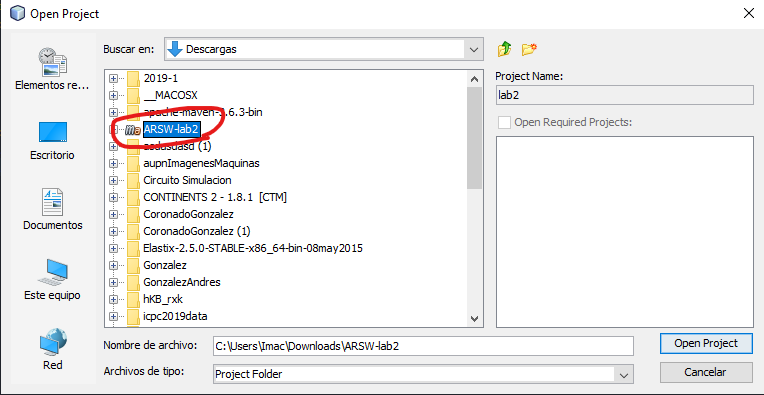 Open Project
Buscar en:
Descargas
Elementos re...
Escritorio
Documentos
Este equipo
Red
2019-1
__MACOSX
apache-maven-3.6.3-bin
ARSW-lab2
asdasdasd (1)
aupnImagenesMaquinas
Circuito Simulacion
CONTINENTS 2 - 1.8.1 [CTM]
CoronadoGonzalez
CoronadoGonzalez (1)
Elastix-2.5.0-STABLE-x86_64-bin-08may2015
Gonzalez
GonzalezAndres
hKB_rxk
icpc2019data
Project Name:
lab2
Open Required Projects:
Nombre de archivo:
C:\Users\Imac\Downloads\ARSW-lab2
Open Project
Archivos de tipo:
Project Folder
Cancelar